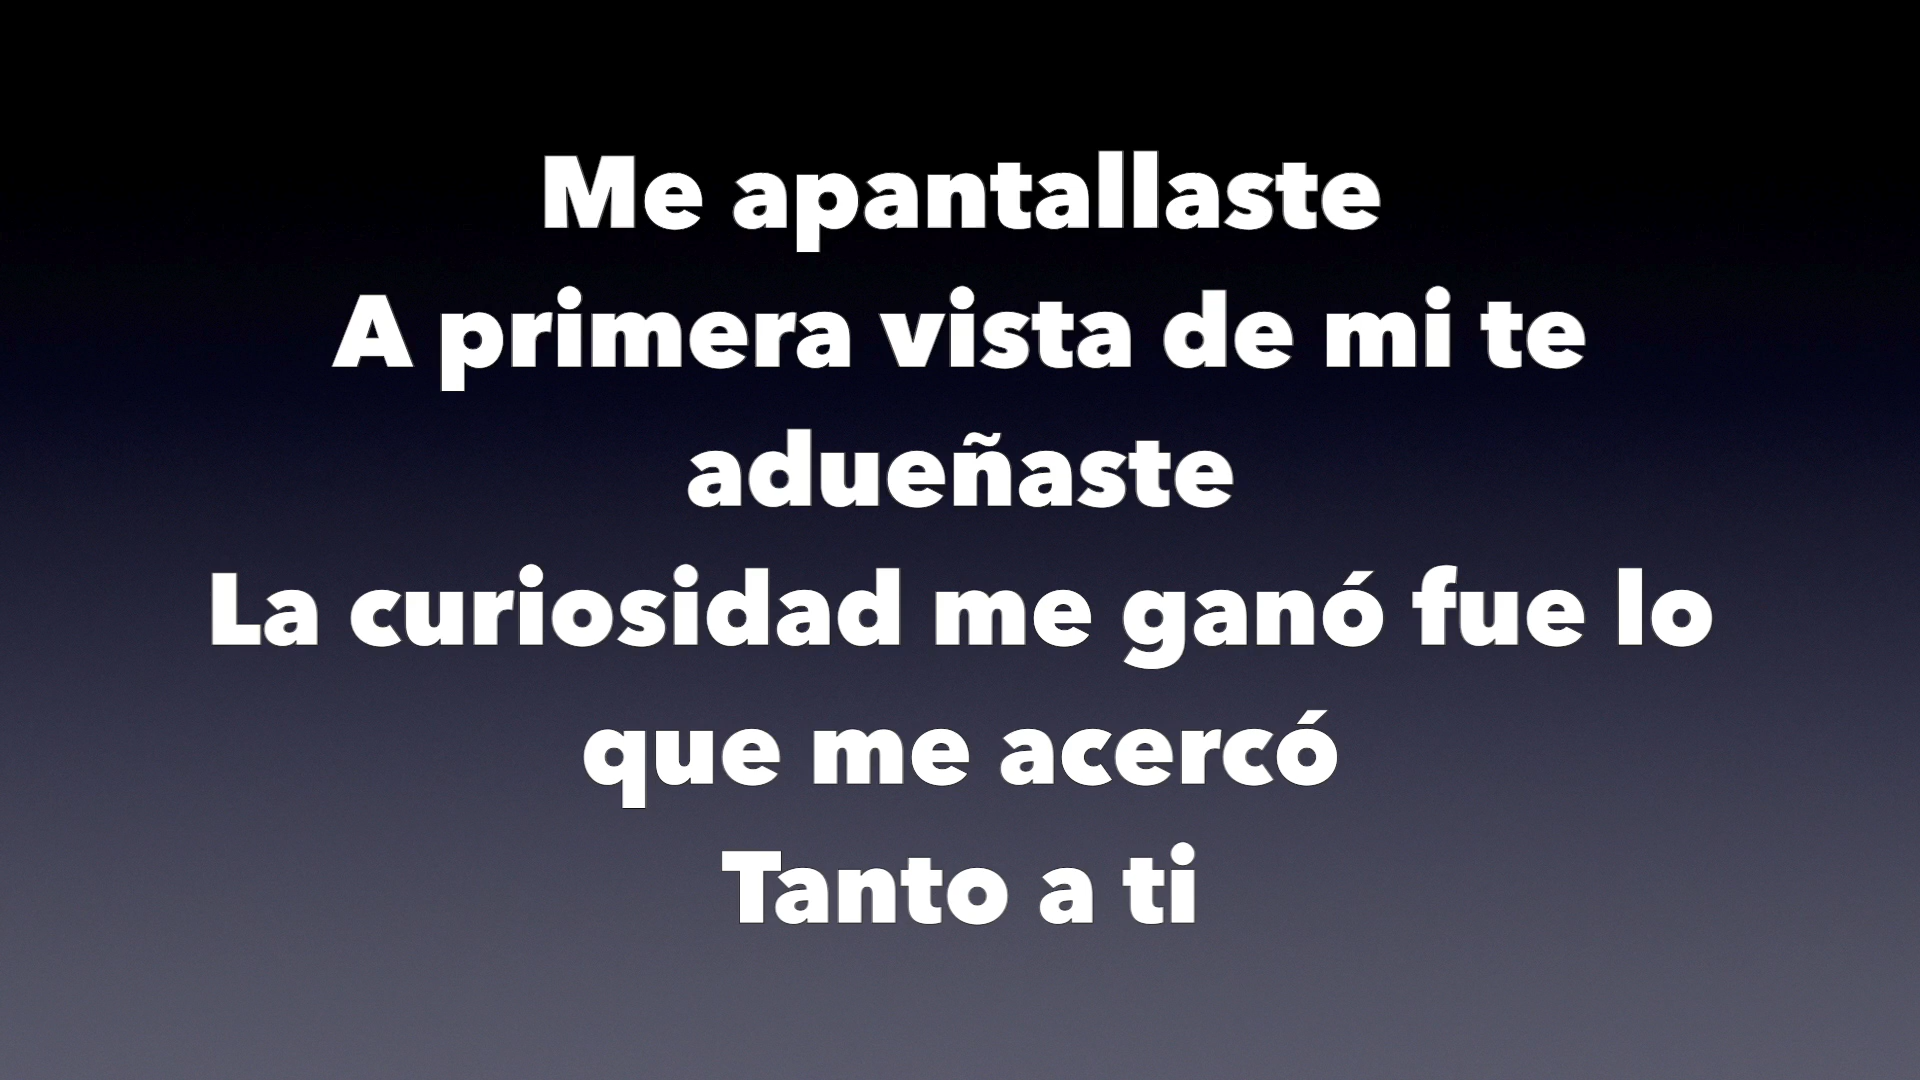 Me apantallaste
A primera vista de mi te
adueñaste
La curiosidad me ganó fue lo
que me acercó
Tanto a ti